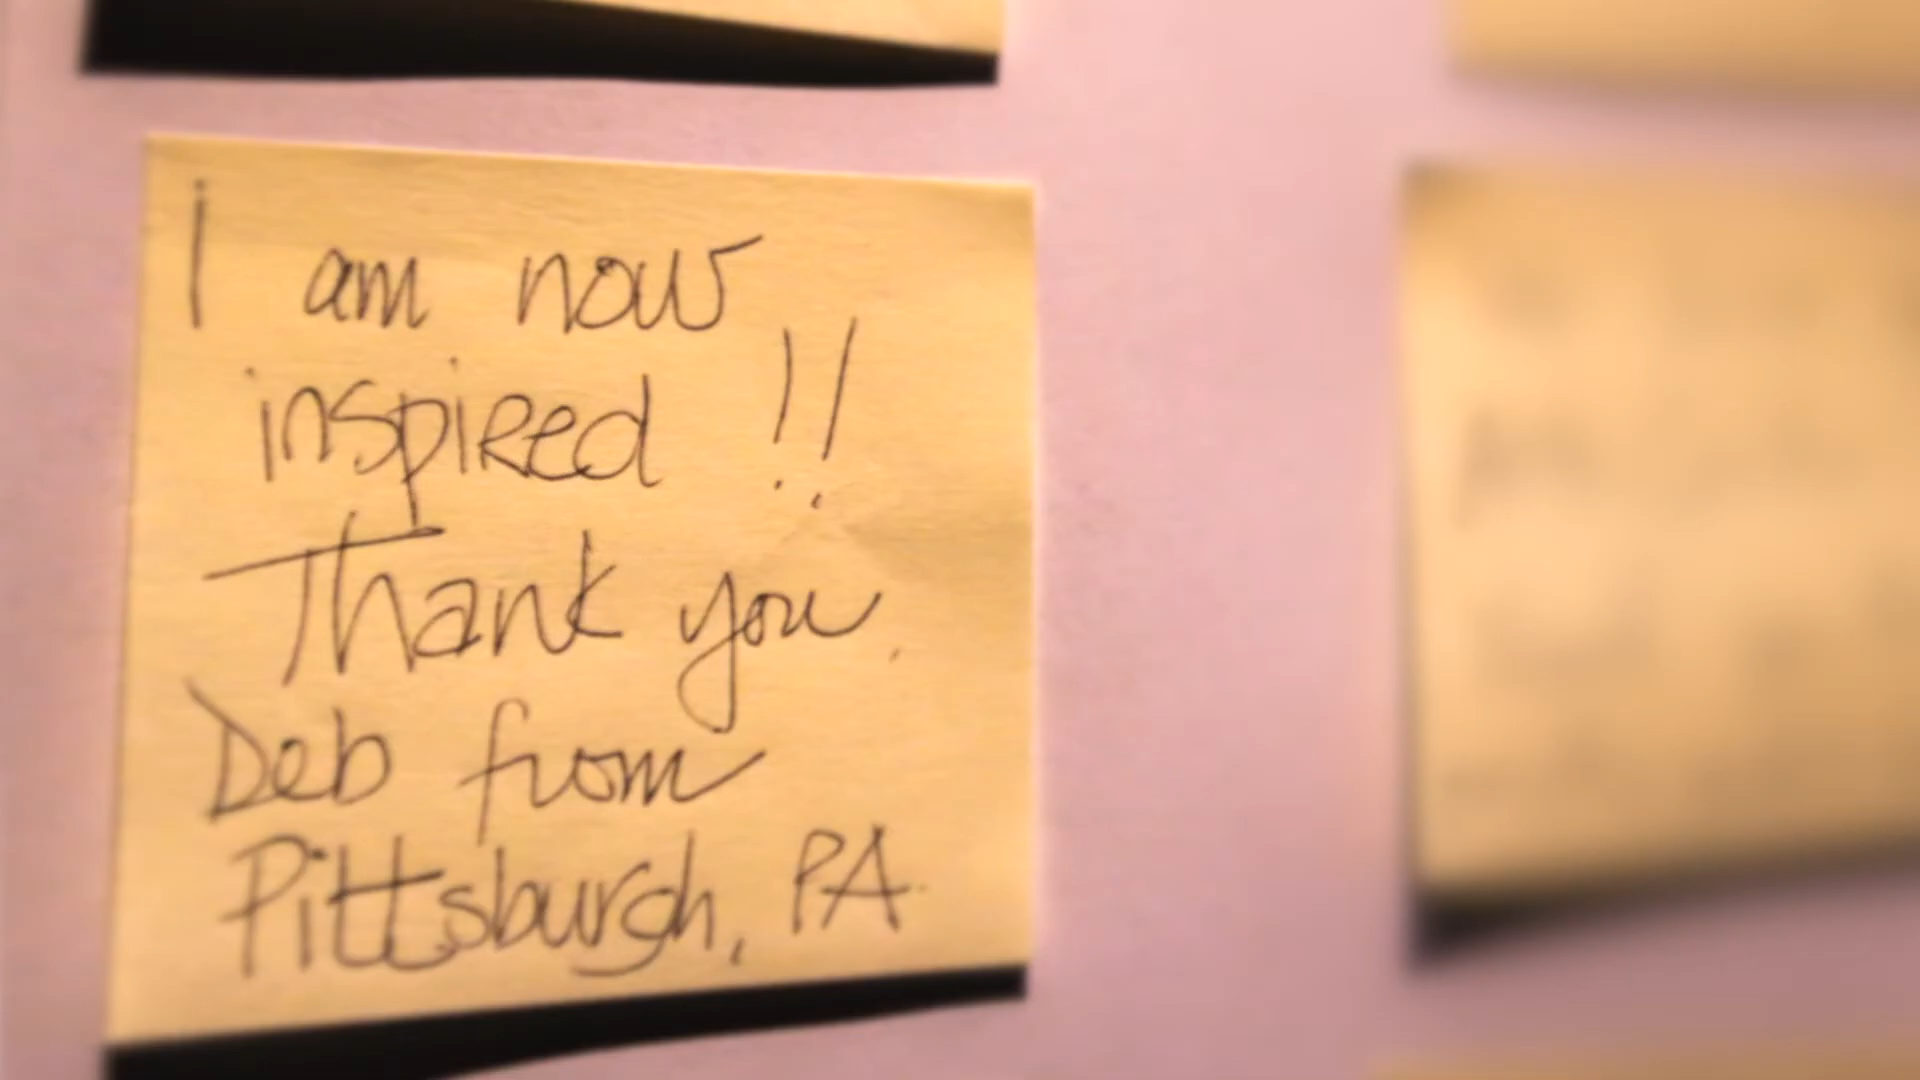 I am now
inspired !!
Thank you.
Deb from
Pittsburgh, PA.